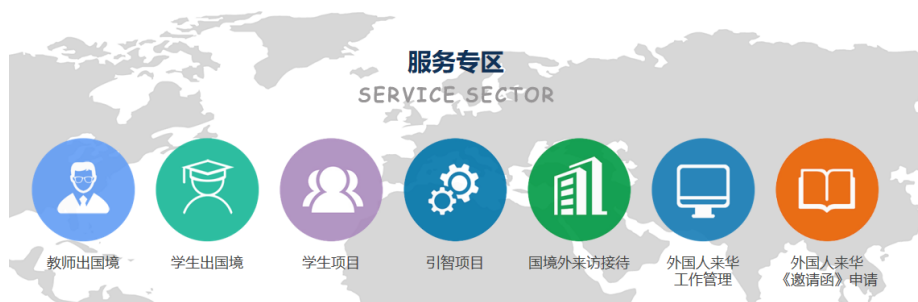 服务专区
SERVICE SECTOR
教师出国境
学生出国境
学生项目
引智项目
国境外来访接待
外国人来华
工作管理
外国人来华
《邀请函》申请